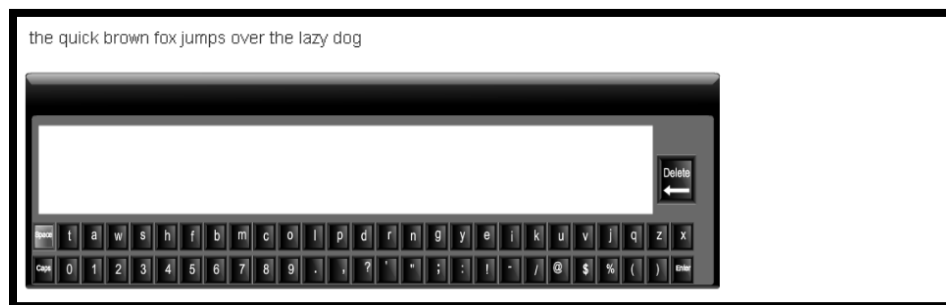 the quick brown fox jumps over the lazy dog
Delete
Space t a w s h f b m c o l p d r n g y e i k u v j q z x
Caps 0 1 2 3 4 5 6 7 8 9 . , ? ' " ; : ! - / @ $ % ( ) Enter